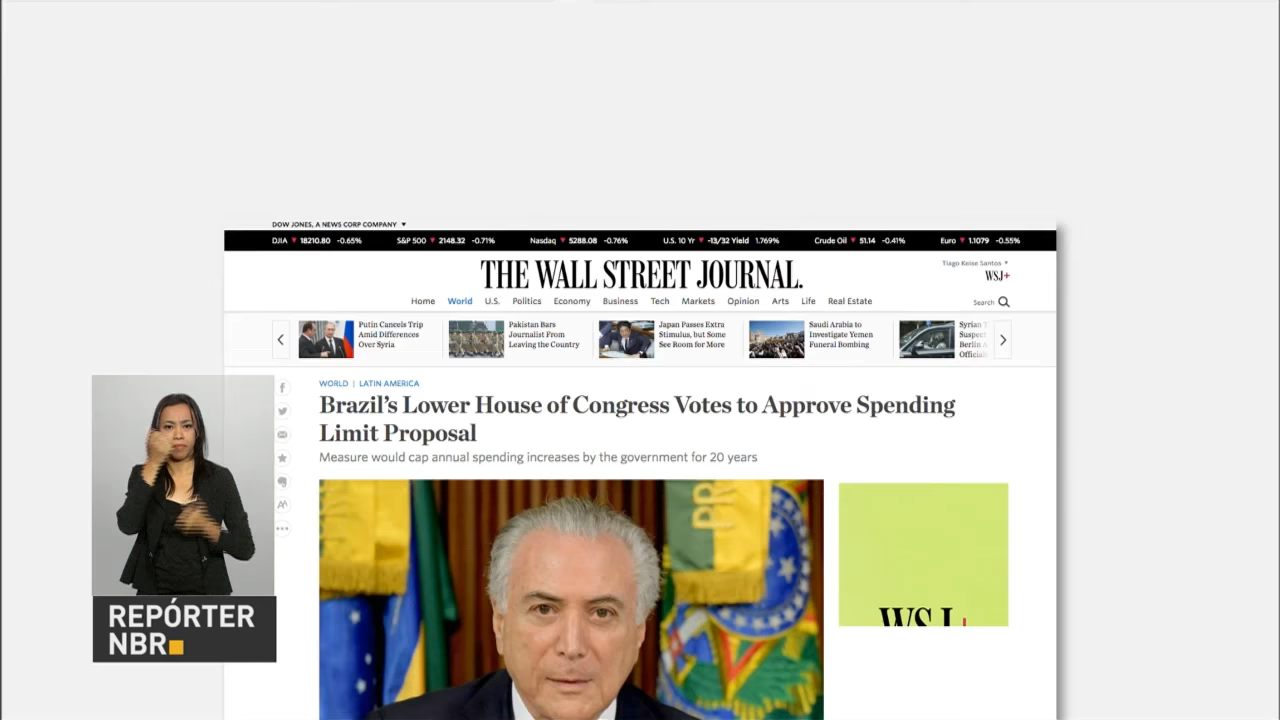 DOW JONES, A NEWS CORP COMPANY
DJIA 18210.80 -0.65% S&P 500 2148.32 -0.71% Nasdaq 5288.08 -0.76% U.S. 10 Yr -13/32 Yield 1.769% Crude Oil 51.14 -0.41% Euro 1.1079 -0.55%
THE WALL STREET JOURNAL.
Tiago Keise Santos
WSJ+
Home World U.S. Politics Economy Business Tech Markets Opinion Arts Life Real Estate
Search
Putin Cancels Trip
Amid Differences
Over Syria
Pakistan Bars
Journalist From
Leaving the Country
Japan Passes Extra
Stimulus, but Some
See Room for More
Saudi Arabia to
Investigate Yemen
Funeral Bombing
Syrian T
Suspec
Berlin A
Official
WORLD | LATIN AMERICA
Brazil's Lower House of Congress Votes to Approve Spending
Limit Proposal
Measure would cap annual spending increases by the government for 20 years
PR
WSJ+
REPÓRTER
NBR